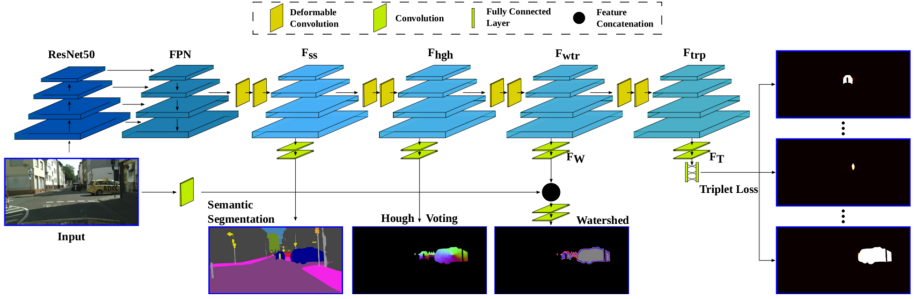 Deformable
Convolution
Convolution
Fully Connected
Layer
Feature
Concatenation
ResNet50
FPN
Fss
Fhgh
Fwtr
Ftrp
FW
FT
Triplet Loss
Input
Semantic
Segmentation
Hough Voting
Watershed